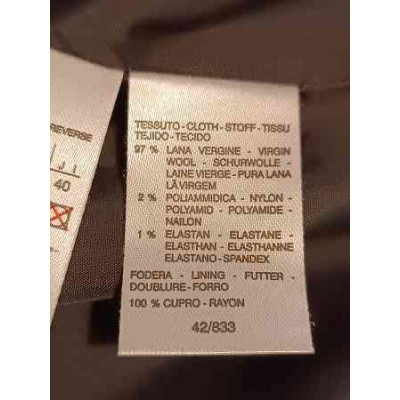 REVERSE
40
TESSUTO-CLOTH-STOFF-TISSU
TEJIDO-TECIDO
97 % LANA VERGINE - VIRGIN
WOOL - SCHURWOLLE -
LAINE VIERGE - PURA LANA
LÃ VIRGEM
2 % POLIAMMIDICA - NYLON -
POLYAMID - POLYAMIDE -
NAILON
1 % ELASTAN - ELASTANE -
ELASTHAN - ELASTHANNE
ELASTANO - SPANDEX
FODERA - LINING - FUTTER -
DOUBLURE - FORRO
100 % CUPRO - RAYON
42/833